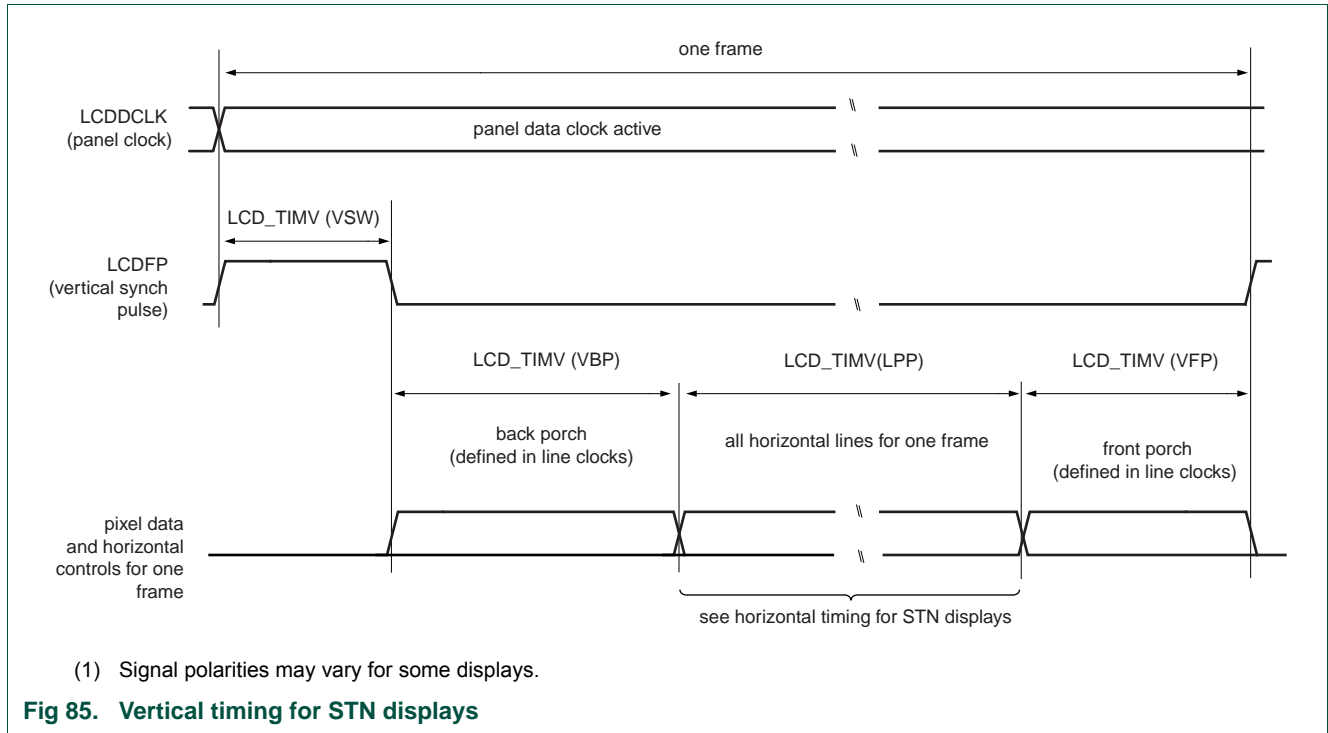 one frame
LCDDCLK
(panel clock)
panel data clock active
LCD_TIMV (VSW)
LCDFP
(vertical synch
pulse)
LCD_TIMV (VBP)
LCD_TIMV(LPP)
LCD_TIMV (VFP)
back porch
(defined in line clocks)
all horizontal lines for one frame
front porch
(defined in line clocks)
pixel data
and horizontal
controls for one
frame
see horizontal timing for STN displays
(1) Signal polarities may vary for some displays.
Fig 85. Vertical timing for STN displays